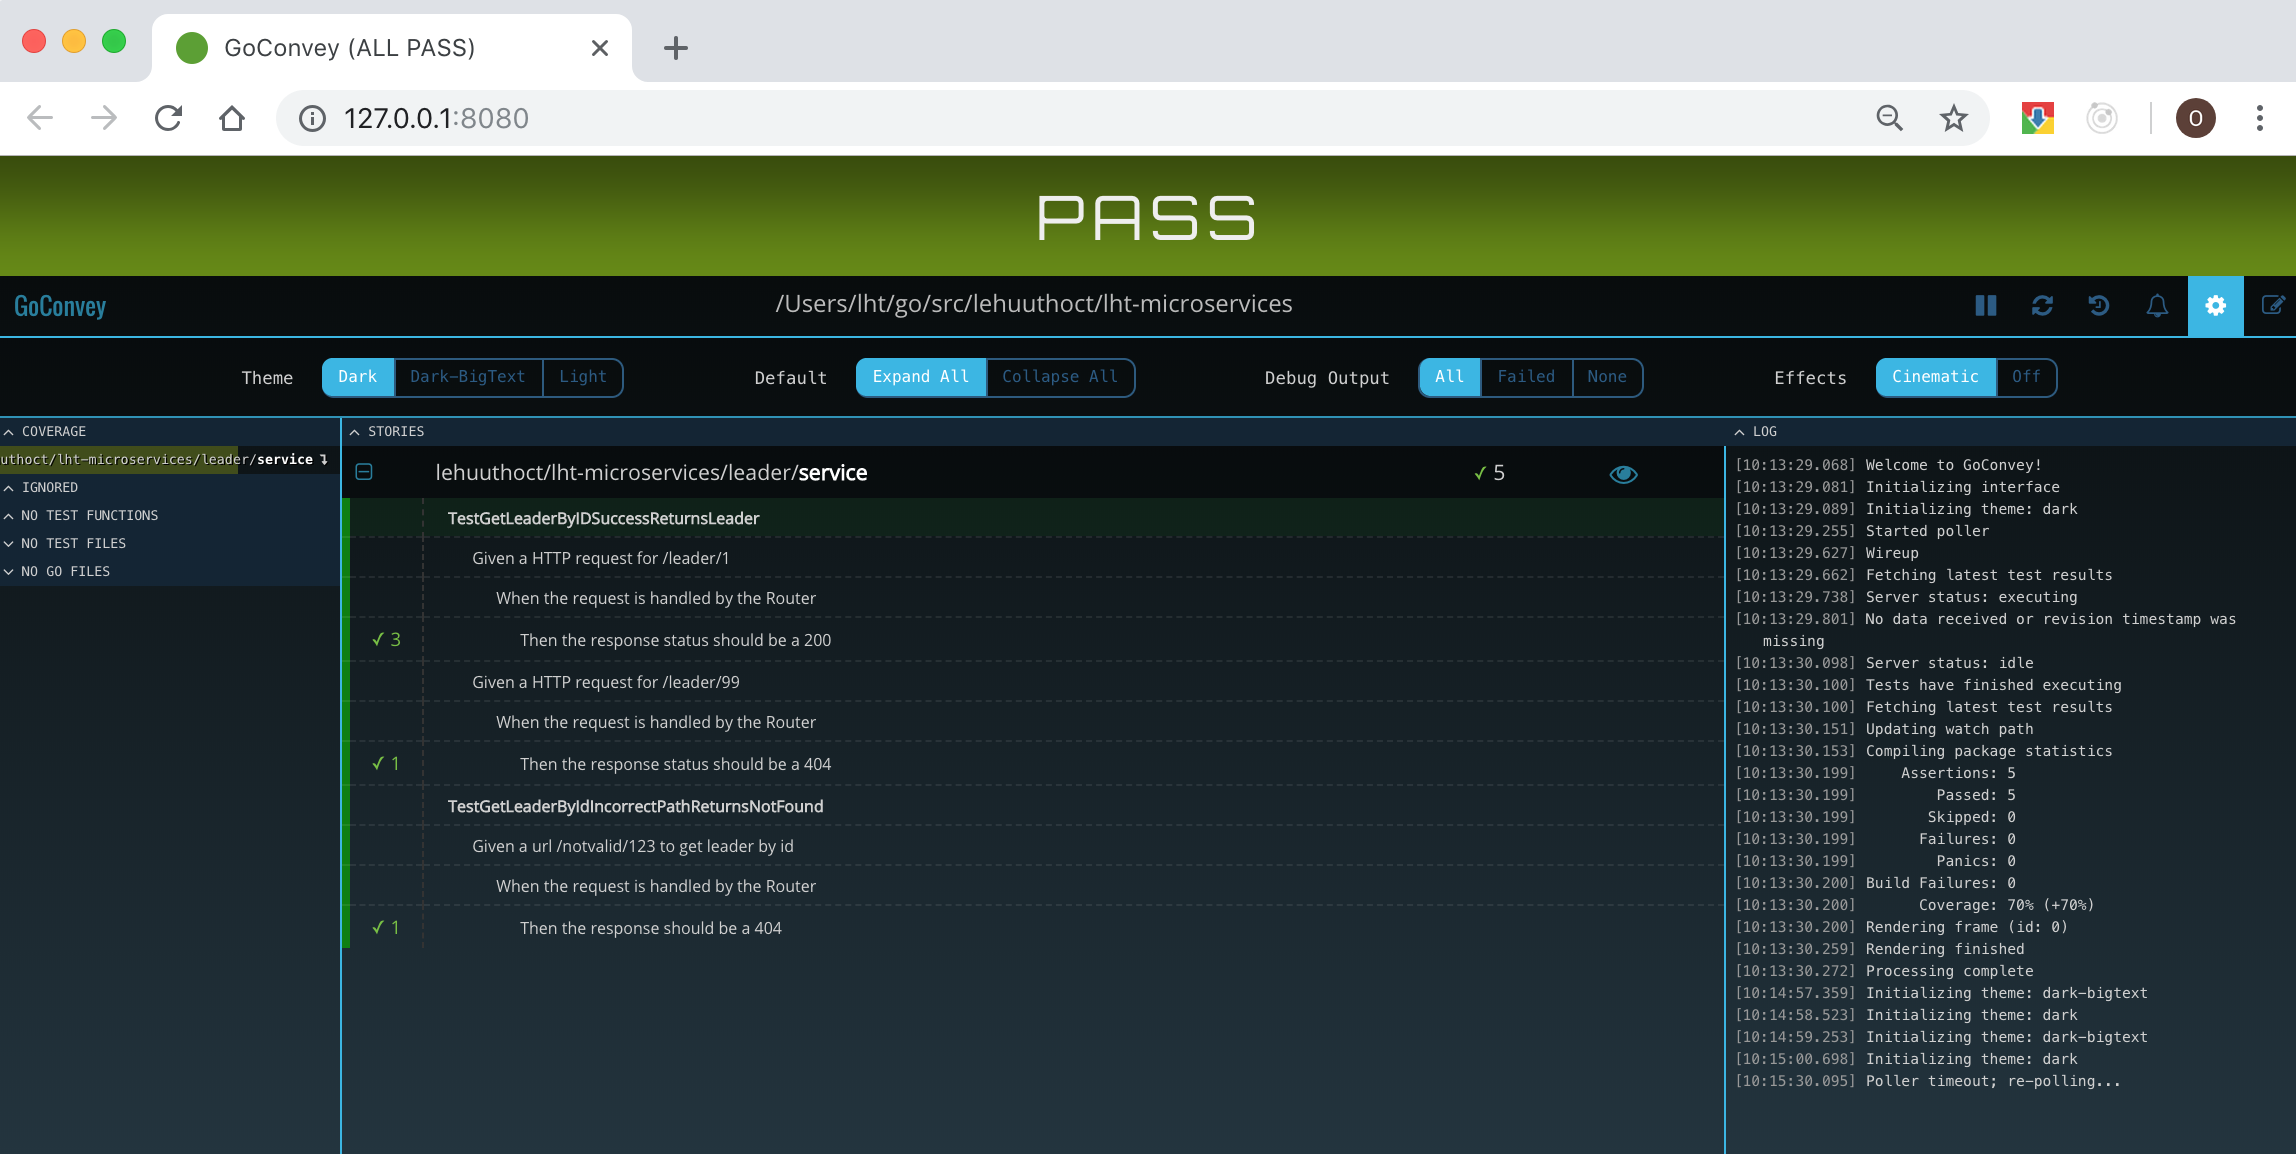 GoConvey (ALL PASS)
127.0.0.1:8080
O
PASS
GoConvey
/Users/lht/go/src/lehuuthoct/lht-microservices
Theme Dark Dark-BigText Light Default Expand All Collapse All Debug Output All Failed None Effects Cinematic Off
COVERAGE
uthoct/lht-microservices/leader/service
IGNORED
NO TEST FUNCTIONS
NO TEST FILES
NO GO FILES
STORIES
lehuuthoct/lht-microservices/leader/service ✓ 5
TestGetLeaderByIDSuccessReturnsLeader
Given a HTTP request for /leader/1
When the request is handled by the Router
✓ 3 Then the response status should be a 200
Given a HTTP request for /leader/99
When the request is handled by the Router
✓ 1 Then the response status should be a 404
TestGetLeaderByIdIncorrectPathReturnsNotFound
Given a url /notvalid/123 to get leader by id
When the request is handled by the Router
✓ 1 Then the response should be a 404
LOG
[10:13:29.068] Welcome to GoConvey!
[10:13:29.081] Initializing interface
[10:13:29.089] Initializing theme: dark
[10:13:29.255] Started poller
[10:13:29.627] Wireup
[10:13:29.662] Fetching latest test results
[10:13:29.738] Server status: executing
[10:13:29.801] No data received or revision timestamp was
missing
[10:13:30.098] Server status: idle
[10:13:30.100] Tests have finished executing
[10:13:30.100] Fetching latest test results
[10:13:30.151] Updating watch path
[10:13:30.153] Compiling package statistics
[10:13:30.199] Assertions: 5
[10:13:30.199] Passed: 5
[10:13:30.199] Skipped: 0
[10:13:30.199] Failures: 0
[10:13:30.199] Panics: 0
[10:13:30.200] Build Failures: 0
[10:13:30.200] Coverage: 70% (+70%)
[10:13:30.200] Rendering frame (id: 0)
[10:13:30.259] Rendering finished
[10:13:30.272] Processing complete
[10:14:57.359] Initializing theme: dark-bigtext
[10:14:58.523] Initializing theme: dark
[10:14:59.253] Initializing theme: dark-bigtext
[10:15:00.698] Initializing theme: dark
[10:15:30.095] Poller timeout; re-polling...